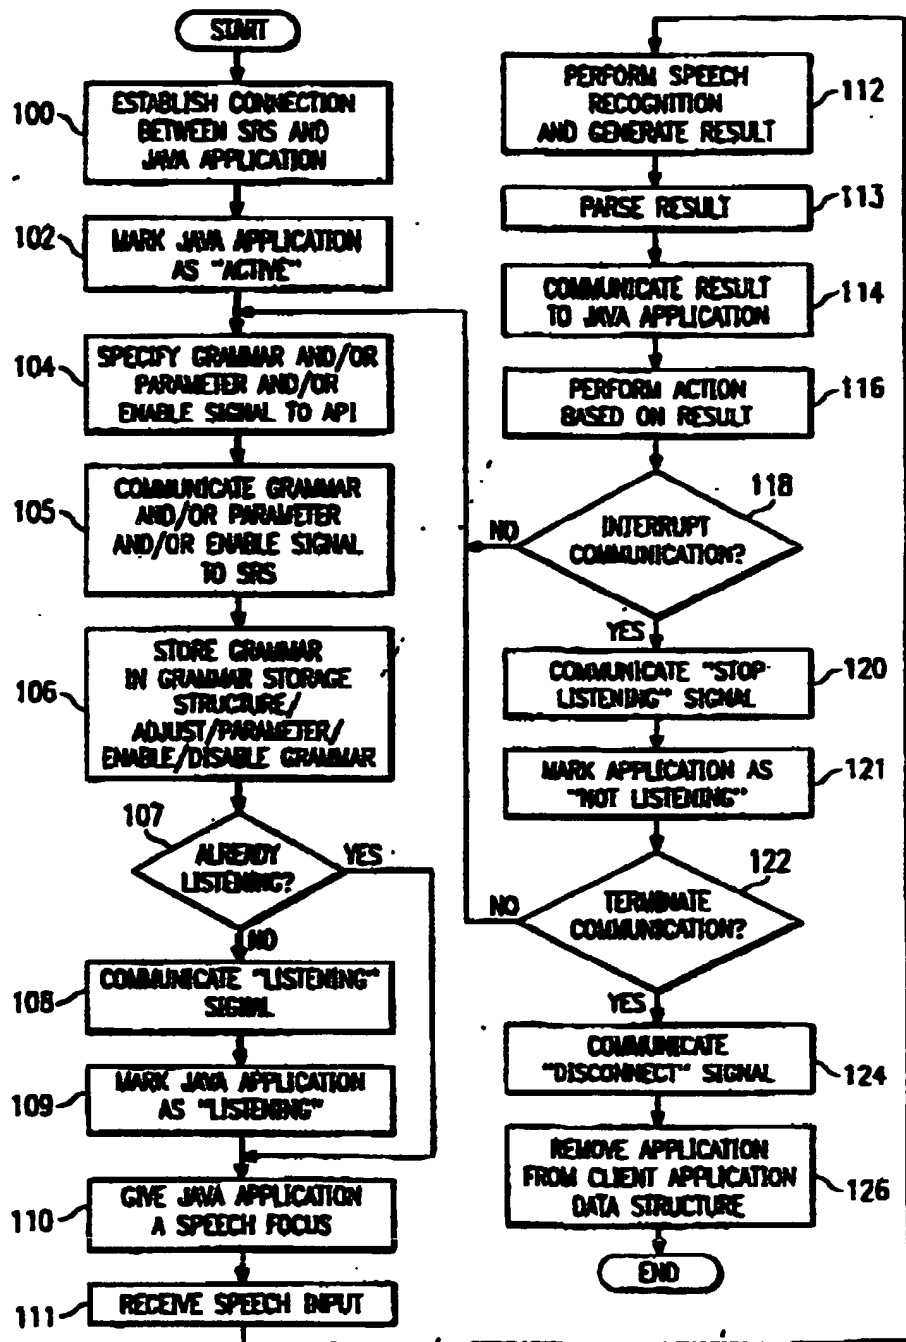 START
100
ESTABLISH CONNECTION
BETWEEN SRS AND
JAVA APPLICATION
102
MARK JAVA APPLICATION
AS "ACTIVE"
104
SPECIFY GRAMMAR AND/OR
PARAMETER AND/OR
ENABLE SIGNAL TO API
105
COMMUNICATE GRAMMAR
AND/OR PARAMETER
AND/OR ENABLE SIGNAL
TO SRS
106
STORE GRAMMAR
IN GRAMMAR STORAGE
STRUCTURE/
ADJUST/PARAMETER/
ENABLE/DISABLE GRAMMAR
107
ALREADY
LISTENING?
YES
NO
108
COMMUNICATE "LISTENING"
SIGNAL
109
MARK JAVA APPLICATION
AS "LISTENING"
110
GIVE JAVA APPLICATION
A SPEECH FOCUS
111
RECEIVE SPEECH INPUT
PERFORM SPEECH
RECOGNITION
AND GENERATE RESULT
112
PARSE RESULT
113
COMMUNICATE RESULT
TO JAVA APPLICATION
114
PERFORM ACTION
BASED ON RESULT
116
118
NO
INTERRUPT
COMMUNICATION?
YES
COMMUNICATE "STOP
LISTENING" SIGNAL
120
MARK APPLICATION AS
"NOT LISTENING"
121
122
NO
TERMINATE
COMMUNICATION?
YES
COMMUNICATE
"DISCONNECT" SIGNAL
124
REMOVE APPLICATION
FROM CLIENT APPLICATION
DATA STRUCTURE
126
END